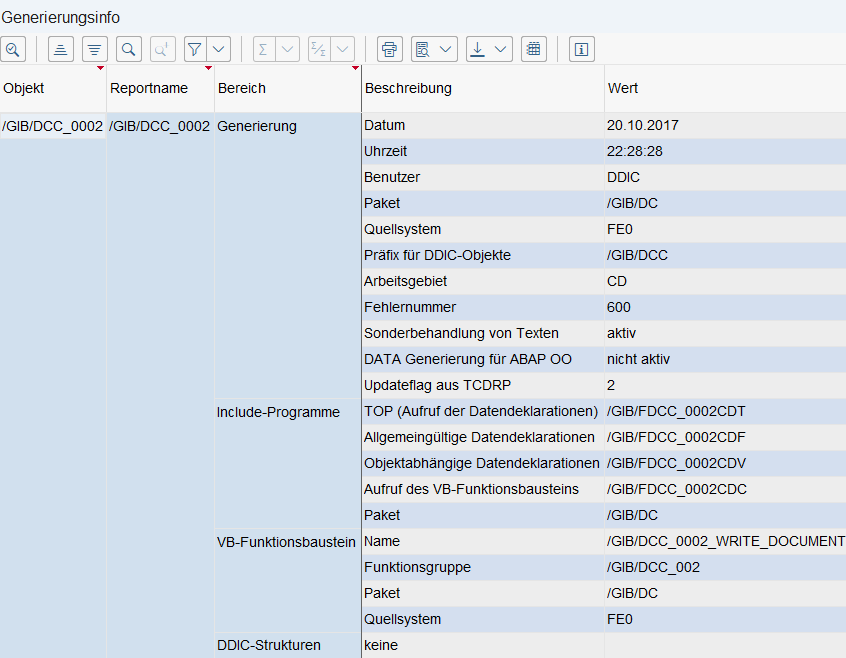 Generierungsinfo
Objekt Reportname Bereich Beschreibung Wert
/GIB/DCC_0002 /GIB/DCC_0002 Generierung Datum 20.10.2017
Uhrzeit 22:28:28
Benutzer DDIC
Paket /GIB/DC
Quellsystem FE0
Präfix für DDIC-Objekte /GIB/DCC
Arbeitsgebiet CD
Fehlernummer 600
Sonderbehandlung von Texten aktiv
DATA Generierung für ABAP OO nicht aktiv
Updateflag aus TCDRP 2
Include-Programme TOP (Aufruf der Datendeklarationen) /GIB/FDCC_0002CDT
Allgemeingültige Datendeklarationen /GIB/FDCC_0002CDF
Objektabhängige Datendeklarationen /GIB/FDCC_0002CDV
Aufruf des VB-Funktionsbausteins /GIB/FDCC_0002CDC
Paket /GIB/DC
VB-Funktionsbaustein Name /GIB/DCC_0002_WRITE_DOCUMENT
Funktionsgruppe /GIB/DCC_002
Paket /GIB/DC
Quellsystem FE0
DDIC-Strukturen keine